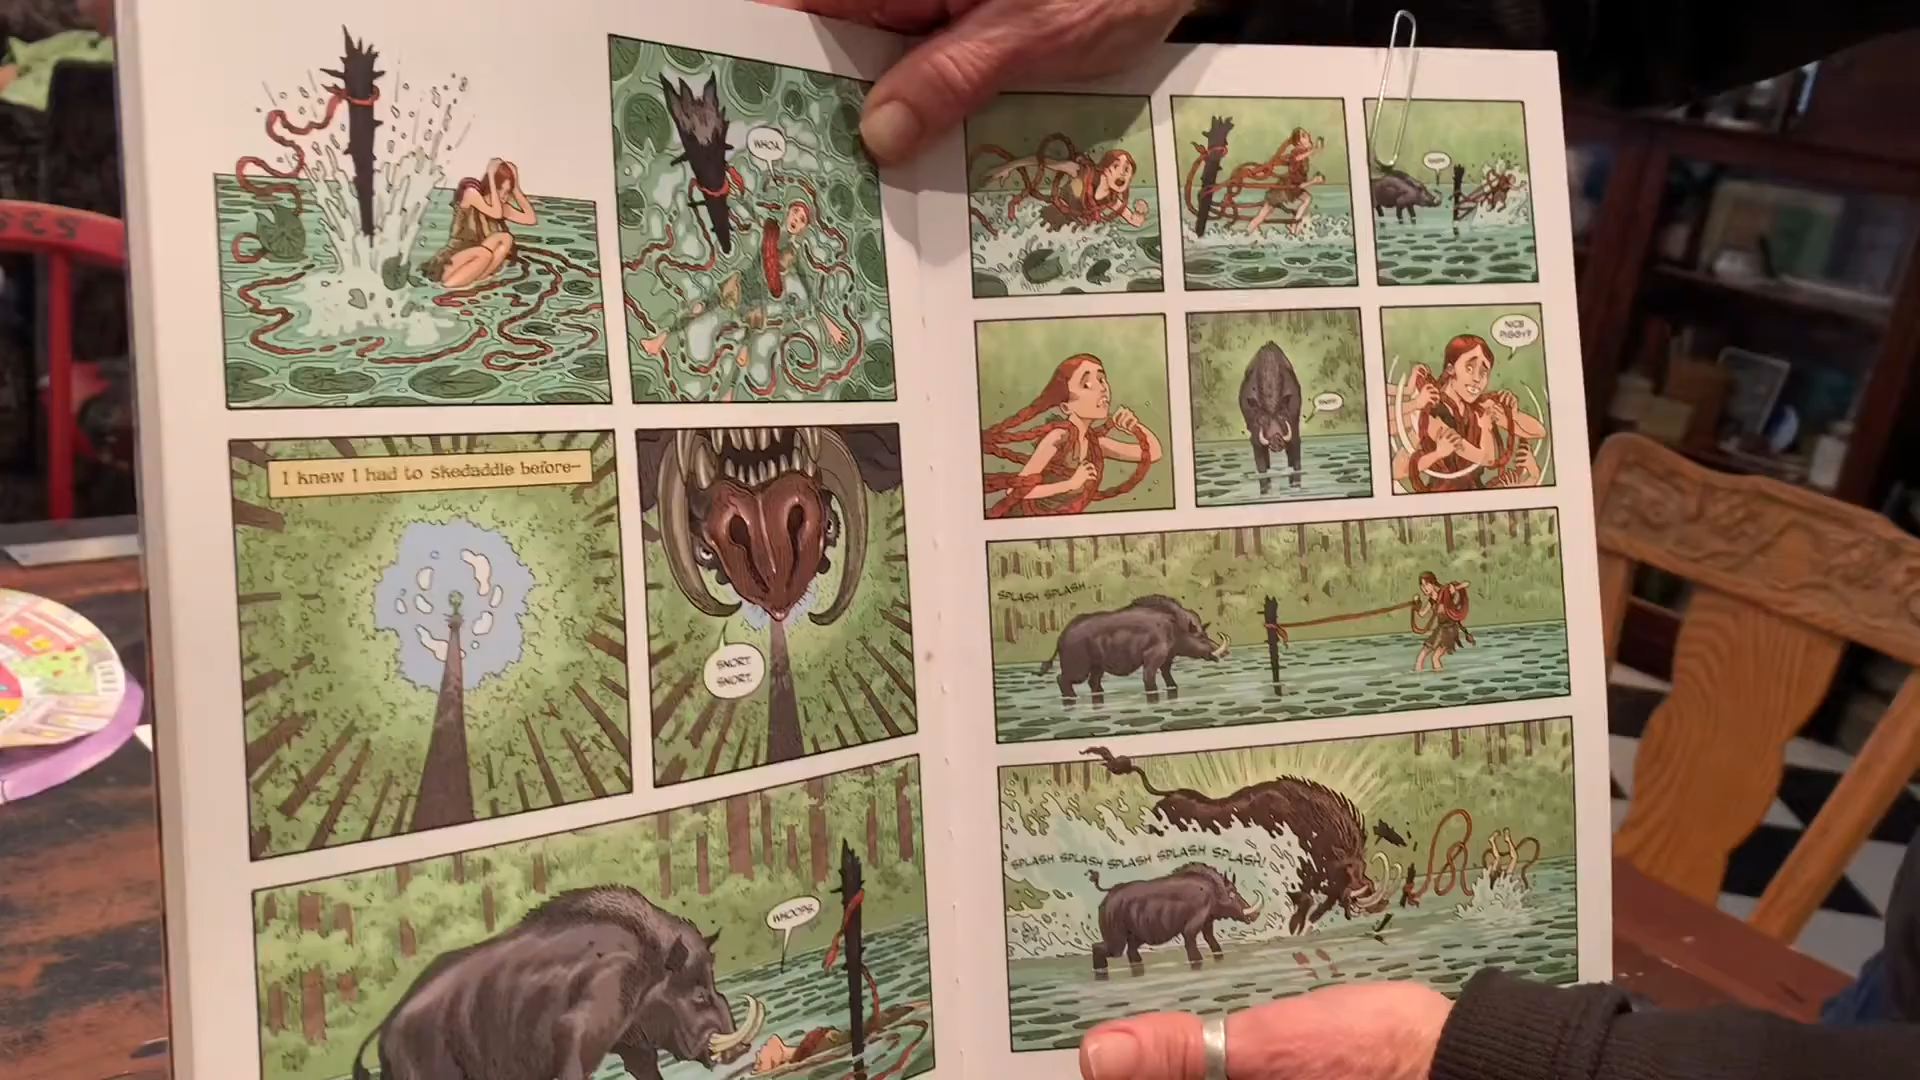 WHOA.
I knew I had to skedaddle before—
SNORT.
SNORT.
WHOOPS.
NICE
PIGGY?
SPLASH SPLASH...
SPLASH SPLASH SPLASH SPLASH SPLASH!